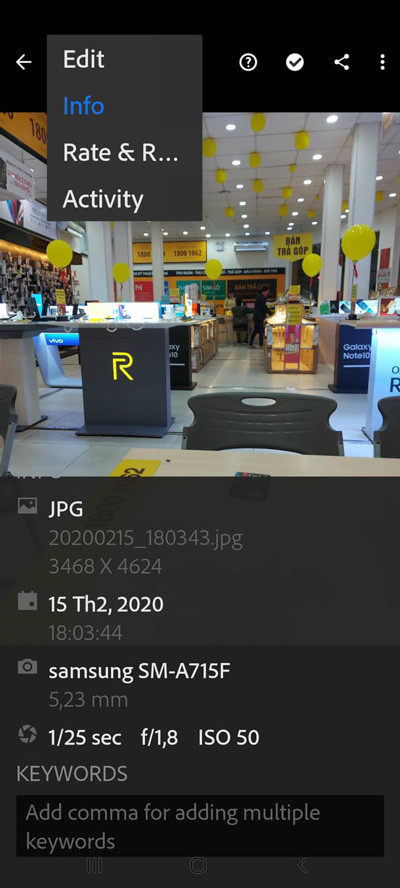 Edit
Info
Rate & R...
Activity
1800 1062
BÁN
TRẢ GÓP
vivo
R
Galaxy
Note10
Galaxy
Note10
JPG
20200215_180343.jpg
3468 X 4624
15 Th2, 2020
18:03:44
samsung SM-A715F
5,23 mm
1/25 sec f/1,8 ISO 50
KEYWORDS
Add comma for adding multiple
keywords